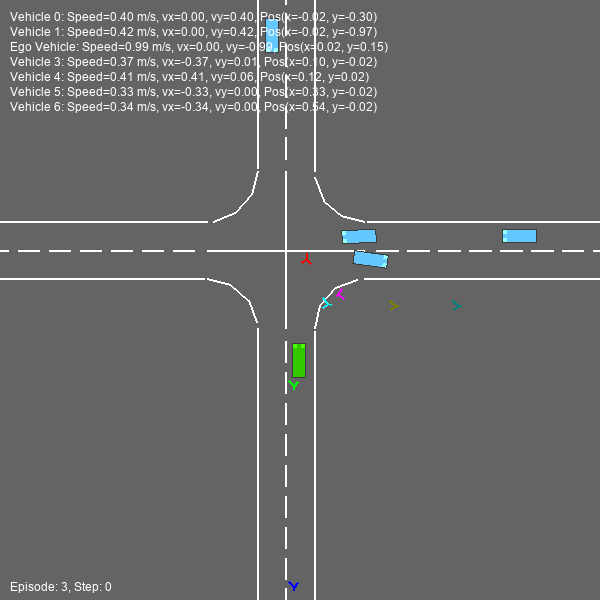 Vehicle 0: Speed=0.40 m/s, vx=0.00, vy=0.40, Pos(x=-0.02, y=-0.30)
Vehicle 1: Speed=0.42 m/s, vx=0.00, vy=0.42, Pos(x=-0.02, y=-0.97)
Ego Vehicle: Speed=0.99 m/s, vx=0.00, vy=-0.99, Pos(x=0.02, y=0.15)
Vehicle 3: Speed=0.37 m/s, vx=-0.37, vy=0.01, Pos(x=0.10, y=-0.02)
Vehicle 4: Speed=0.41 m/s, vx=0.41, vy=0.06, Pos(x=0.12, y=0.02)
Vehicle 5: Speed=0.33 m/s, vx=-0.33, vy=0.00, Pos(x=0.33, y=-0.02)
Vehicle 6: Speed=0.34 m/s, vx=-0.34, vy=0.00, Pos(x=0.54, y=-0.02)
Episode: 3, Step: 0